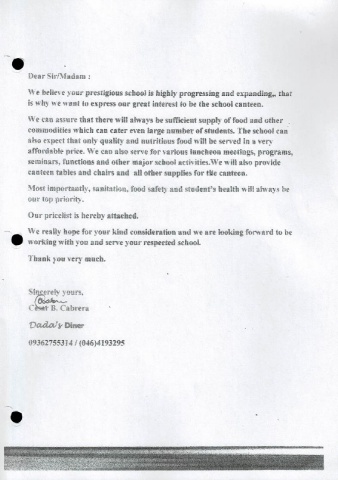 Dear Sir/Madam :
We believe your prestigious school is highly progressing and expanding,, that
is why we want to express our great interest to be the school canteen.
We can assure that there will always be sufficient supply of food and other
commodities which can cater even large number of students. The school can
also expect that only quality and nutritious food will be served in a very
affordable price. We can also serve for various luncheon meetings, programs,
seminars, functions and other major school activities.We will also provide
canteen tables and chairs and all other supplies for the canteen.
Most importantly, sanitation, food safety and student's health will always be
our top priority.
Our pricelist is hereby attached.
We really hope for your kind consideration and we are looking forward to be
working with you and serve your respected school.
Thank you very much.
Sincerely yours,
Cesar B. Cabrera
Dada'y Diner
09362755314 / (046)4193295